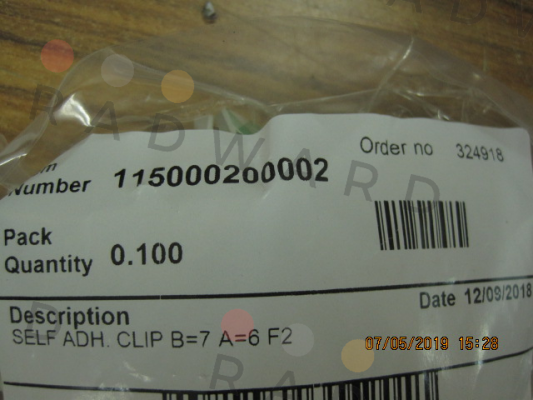 Order no 324918
Number 115000200002
Pack
Quantity 0.100
Date 12/09/2018
Description
SELF ADH. CLIP B=7 A=6 F2
07/05/2019 15:28
RADWARD